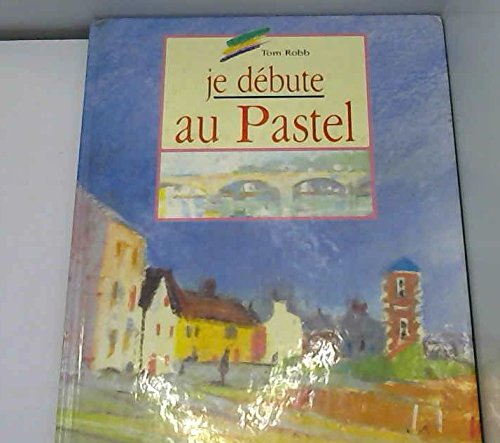 Tom Robb
je débute
au Pastel